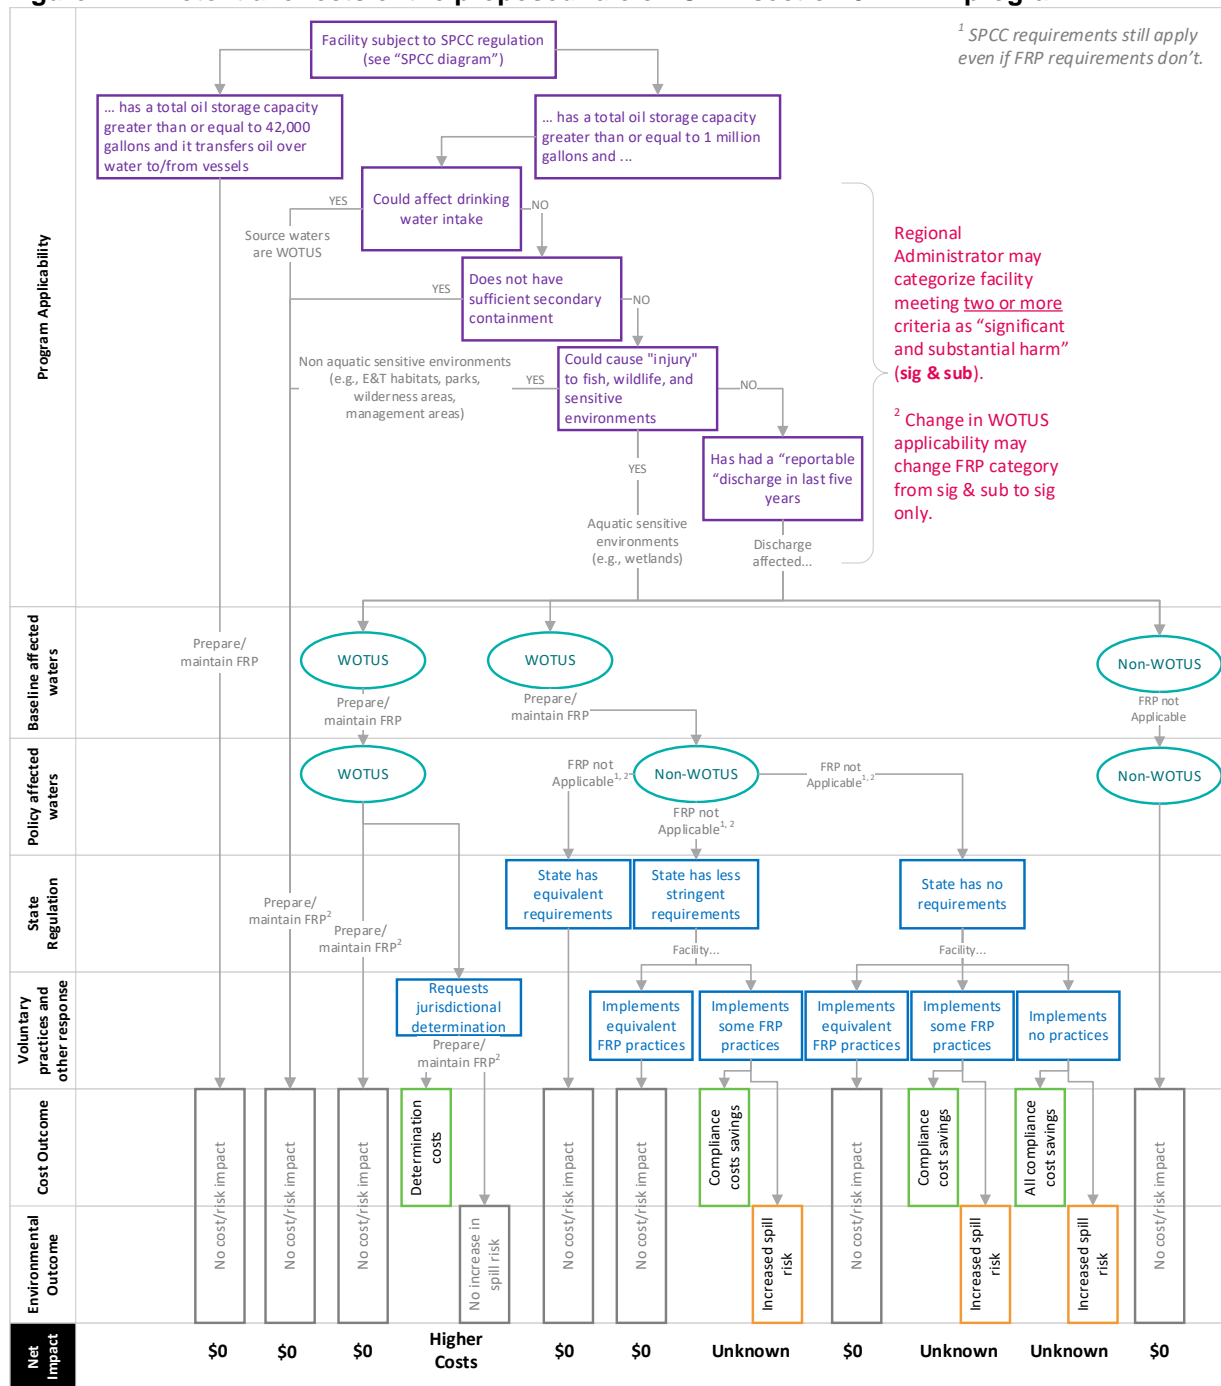 Facility subject to SPCC regulation
(see “SPCC diagram”)
1 SPCC requirements still apply
even if FRP requirements don’t.
... has a total oil storage capacity
greater than or equal to 42,000
gallons and it transfers oil over
water to/from vessels
... has a total oil storage capacity
greater than or equal to 1 million
gallons and ...
Program Applicability
YES
Could affect drinking
water intake
NO
Source waters
are WOTUS
YES
Does not have
sufficient secondary
containment
NO
Non aquatic sensitive environments
(e.g., E&T habitats, parks,
wilderness areas,
management areas)
YES
Could cause "injury"
to fish, wildlife, and
sensitive
environments
NO
YES
Has had a “reportable
“discharge in last five
years
Aquatic sensitive
environments
(e.g., wetlands)
Discharge
affected...
Regional
Administrator may
categorize facility
meeting two or more
criteria as “significant
and substantial harm”
(sig & sub).
2 Change in WOTUS
applicability may
change FRP category
from sig & sub to sig
only.
Baseline affected
waters
Prepare/
maintain FRP
WOTUS
WOTUS
Non-WOTUS
Prepare/
maintain FRP
Prepare/
maintain FRP
FRP not
Applicable
Policy affected
waters
WOTUS
FRP not
Applicable1, 2
Non-WOTUS
FRP not
Applicable1, 2
Non-WOTUS
FRP not
Applicable1, 2
State
Regulation
Prepare/
maintain FRP2
Prepare/
maintain FRP2
State has
equivalent
requirements
State has less
stringent
requirements
State has no
requirements
Facility...
Facility...
Voluntary
practices and
other response
Requests
jurisdictional
determination
Prepare/
maintain FRP2
Implements
equivalent
FRP practices
Implements
some FRP
practices
Implements
equivalent
FRP practices
Implements
some FRP
practices
Implements
no practices
Cost Outcome
Environmental
Outcome
No cost/risk impact
No cost/risk impact
No cost/risk impact
Determination
costs
No increase in
spill risk
No cost/risk impact
No cost/risk impact
Compliance
costs savings
Increased spill
risk
No cost/risk impact
Compliance
cost savings
Increased spill
risk
All compliance
cost savings
Increased spill
risk
No cost/risk impact
Net
Impact
$0
$0
$0
Higher
Costs
$0
$0
Unknown
$0
Unknown
Unknown
$0